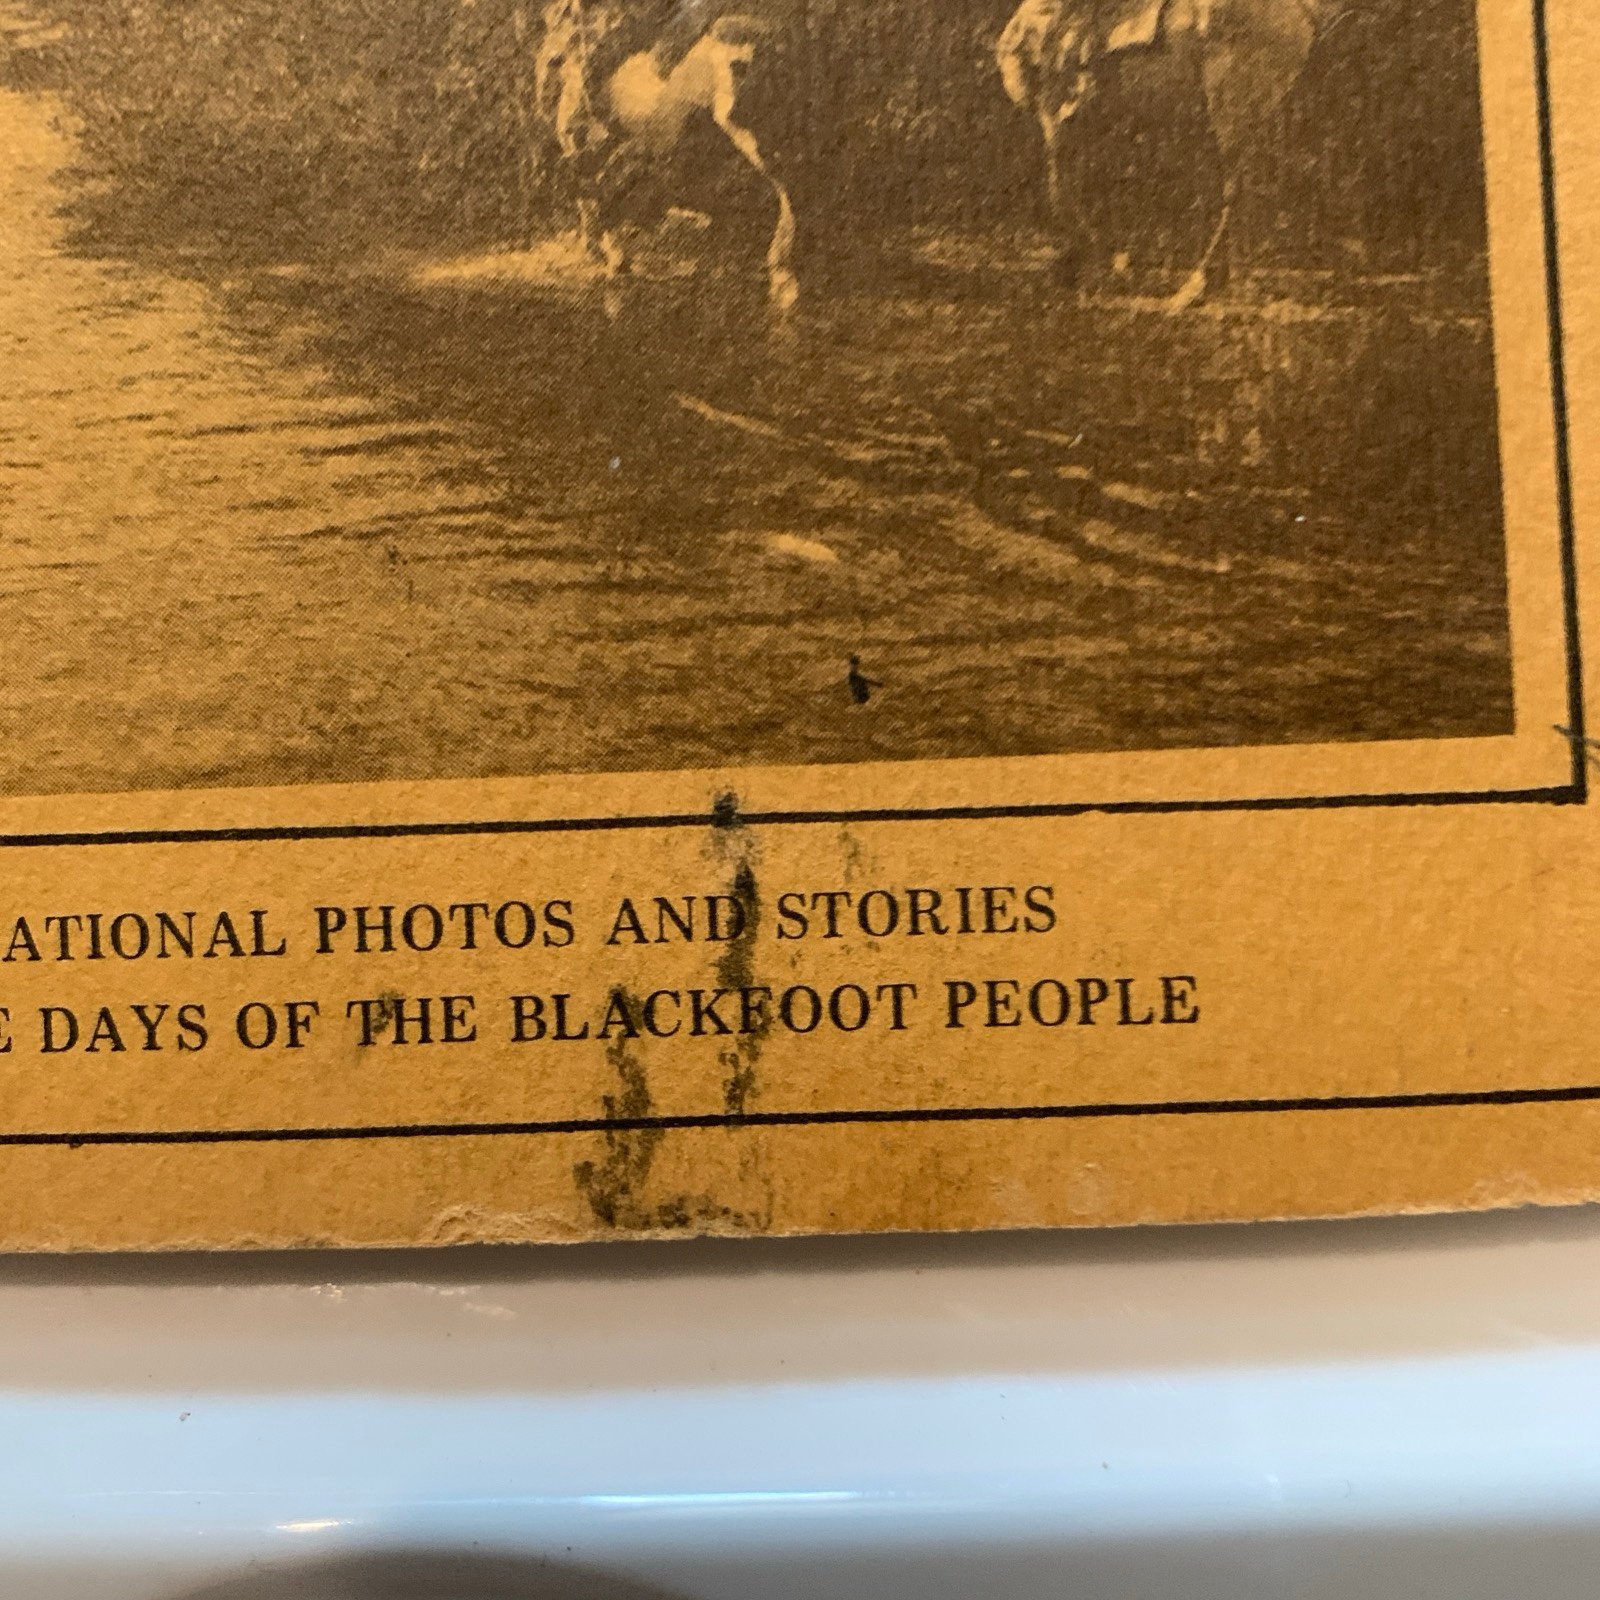 ATIONAL PHOTOS AND STORIES
E DAYS OF THE BLACKFOOT PEOPLE